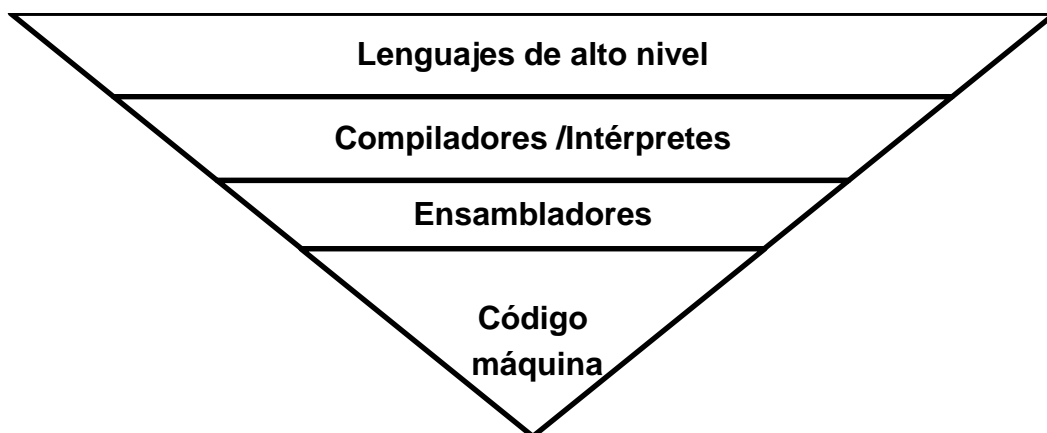 Lenguajes de alto nivel
Compiladores /Intérpretes
Ensambladores
Código
máquina